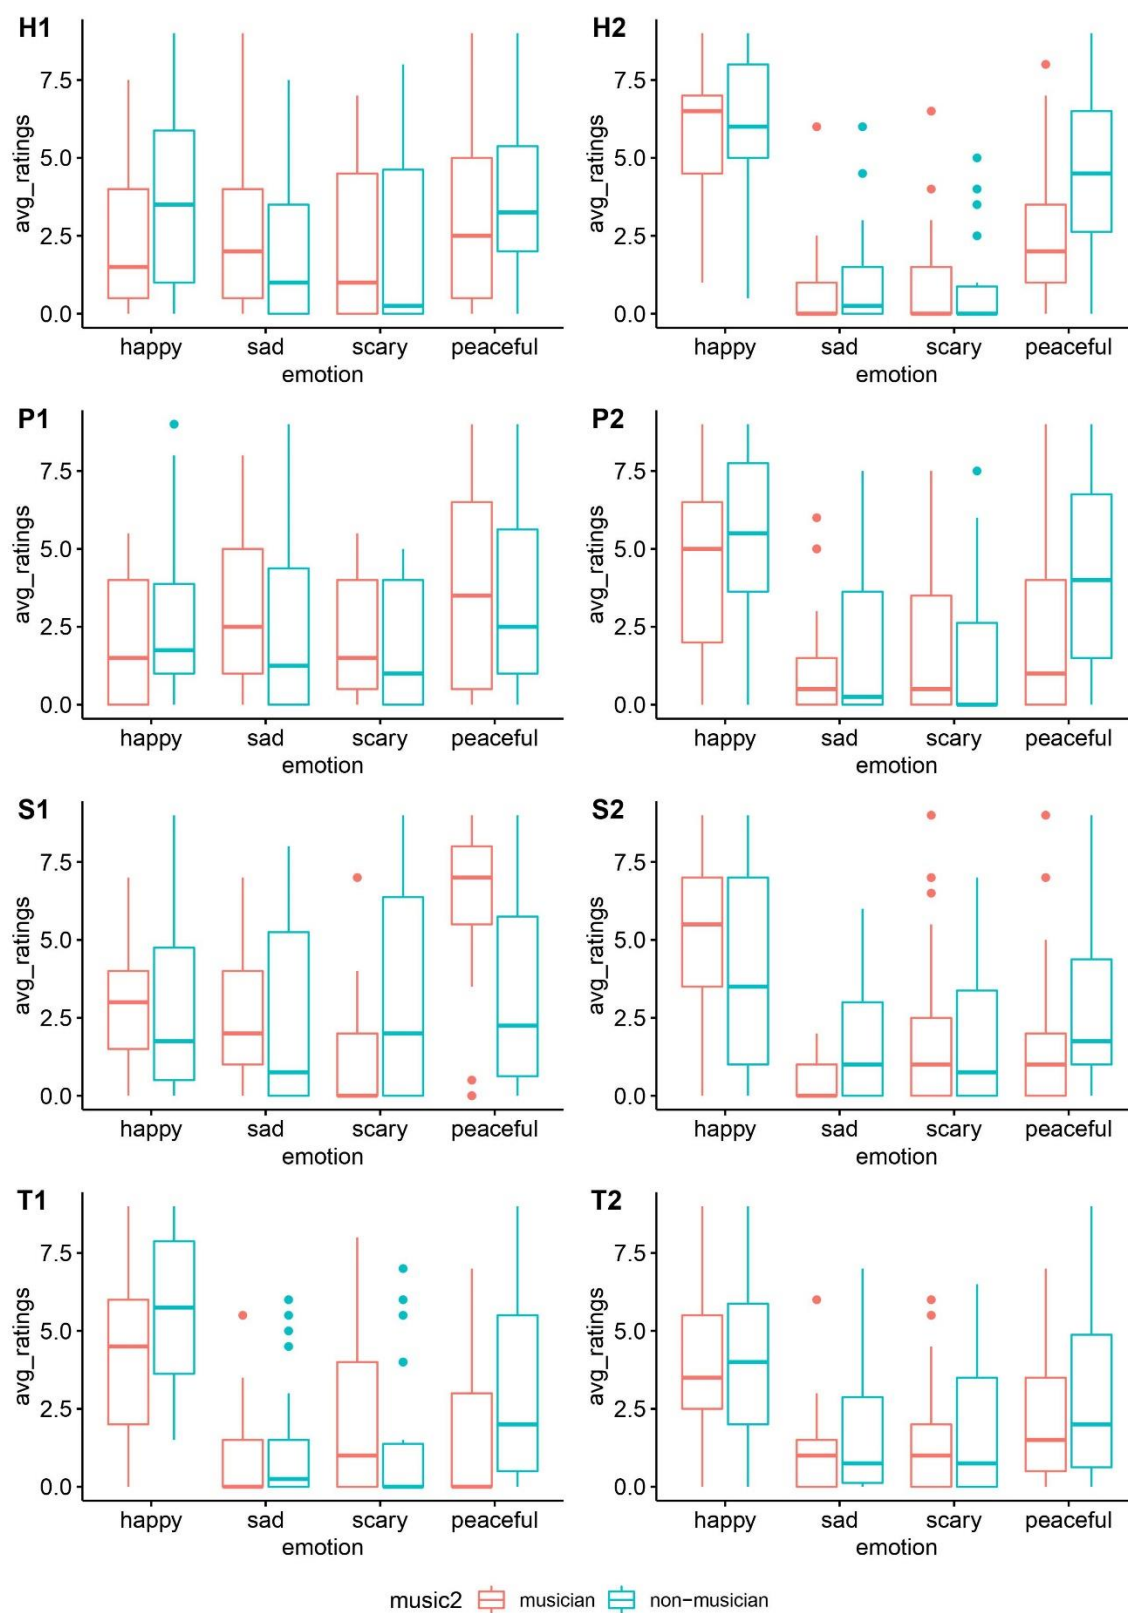 H1
avg_ratings
7.5
5.0
2.5
0.0
happy sad scary peaceful
emotion
H2
avg_ratings
7.5
5.0
2.5
0.0
happy sad scary peaceful
emotion
P1
avg_ratings
7.5
5.0
2.5
0.0
happy sad scary peaceful
emotion
P2
avg_ratings
7.5
5.0
2.5
0.0
happy sad scary peaceful
emotion
S1
avg_ratings
7.5
5.0
2.5
0.0
happy sad scary peaceful
emotion
S2
avg_ratings
7.5
5.0
2.5
0.0
happy sad scary peaceful
emotion
T1
avg_ratings
7.5
5.0
2.5
0.0
happy sad scary peaceful
emotion
T2
avg_ratings
7.5
5.0
2.5
0.0
happy sad scary peaceful
emotion
music2 musician non−musician